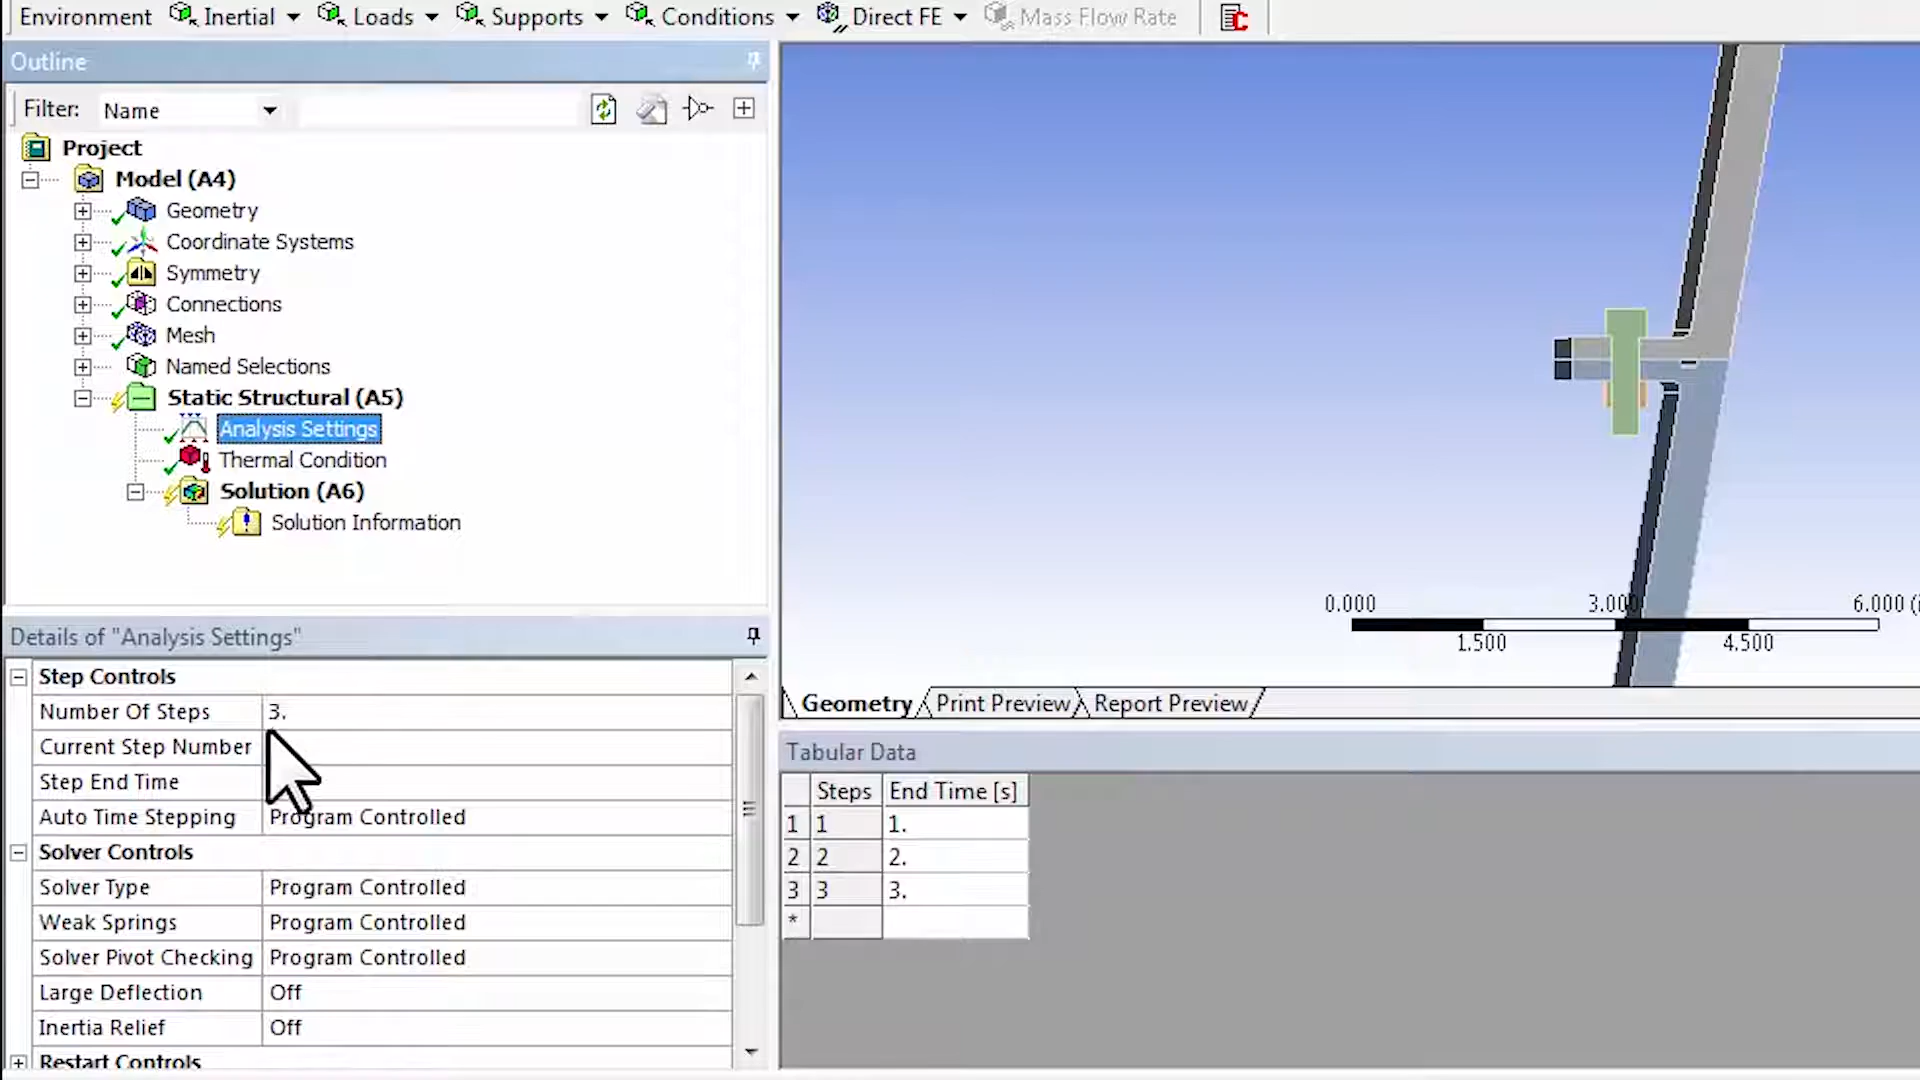 Environment Inertial Loads Supports Conditions Direct FE Mass Flow Rate
Outline
Filter: Name
Project
Model (A4)
Geometry
Coordinate Systems
Symmetry
Connections
Mesh
Named Selections
Static Structural (A5)
Analysis Settings
Thermal Condition
Solution (A6)
Solution Information
Details of "Analysis Settings"
Step Controls
Number Of Steps 3.
Current Step Number
Step End Time
Auto Time Stepping Program Controlled
Solver Controls
Solver Type Program Controlled
Weak Springs Program Controlled
Solver Pivot Checking Program Controlled
Large Deflection Off
Inertia Relief Off
Restart Controls
0.000 3.000 6.000
1.500 4.500
Geometry Print Preview Report Preview
Tabular Data
Steps End Time [s]
1 1 1.
2 2 2.
3 3 3.
*